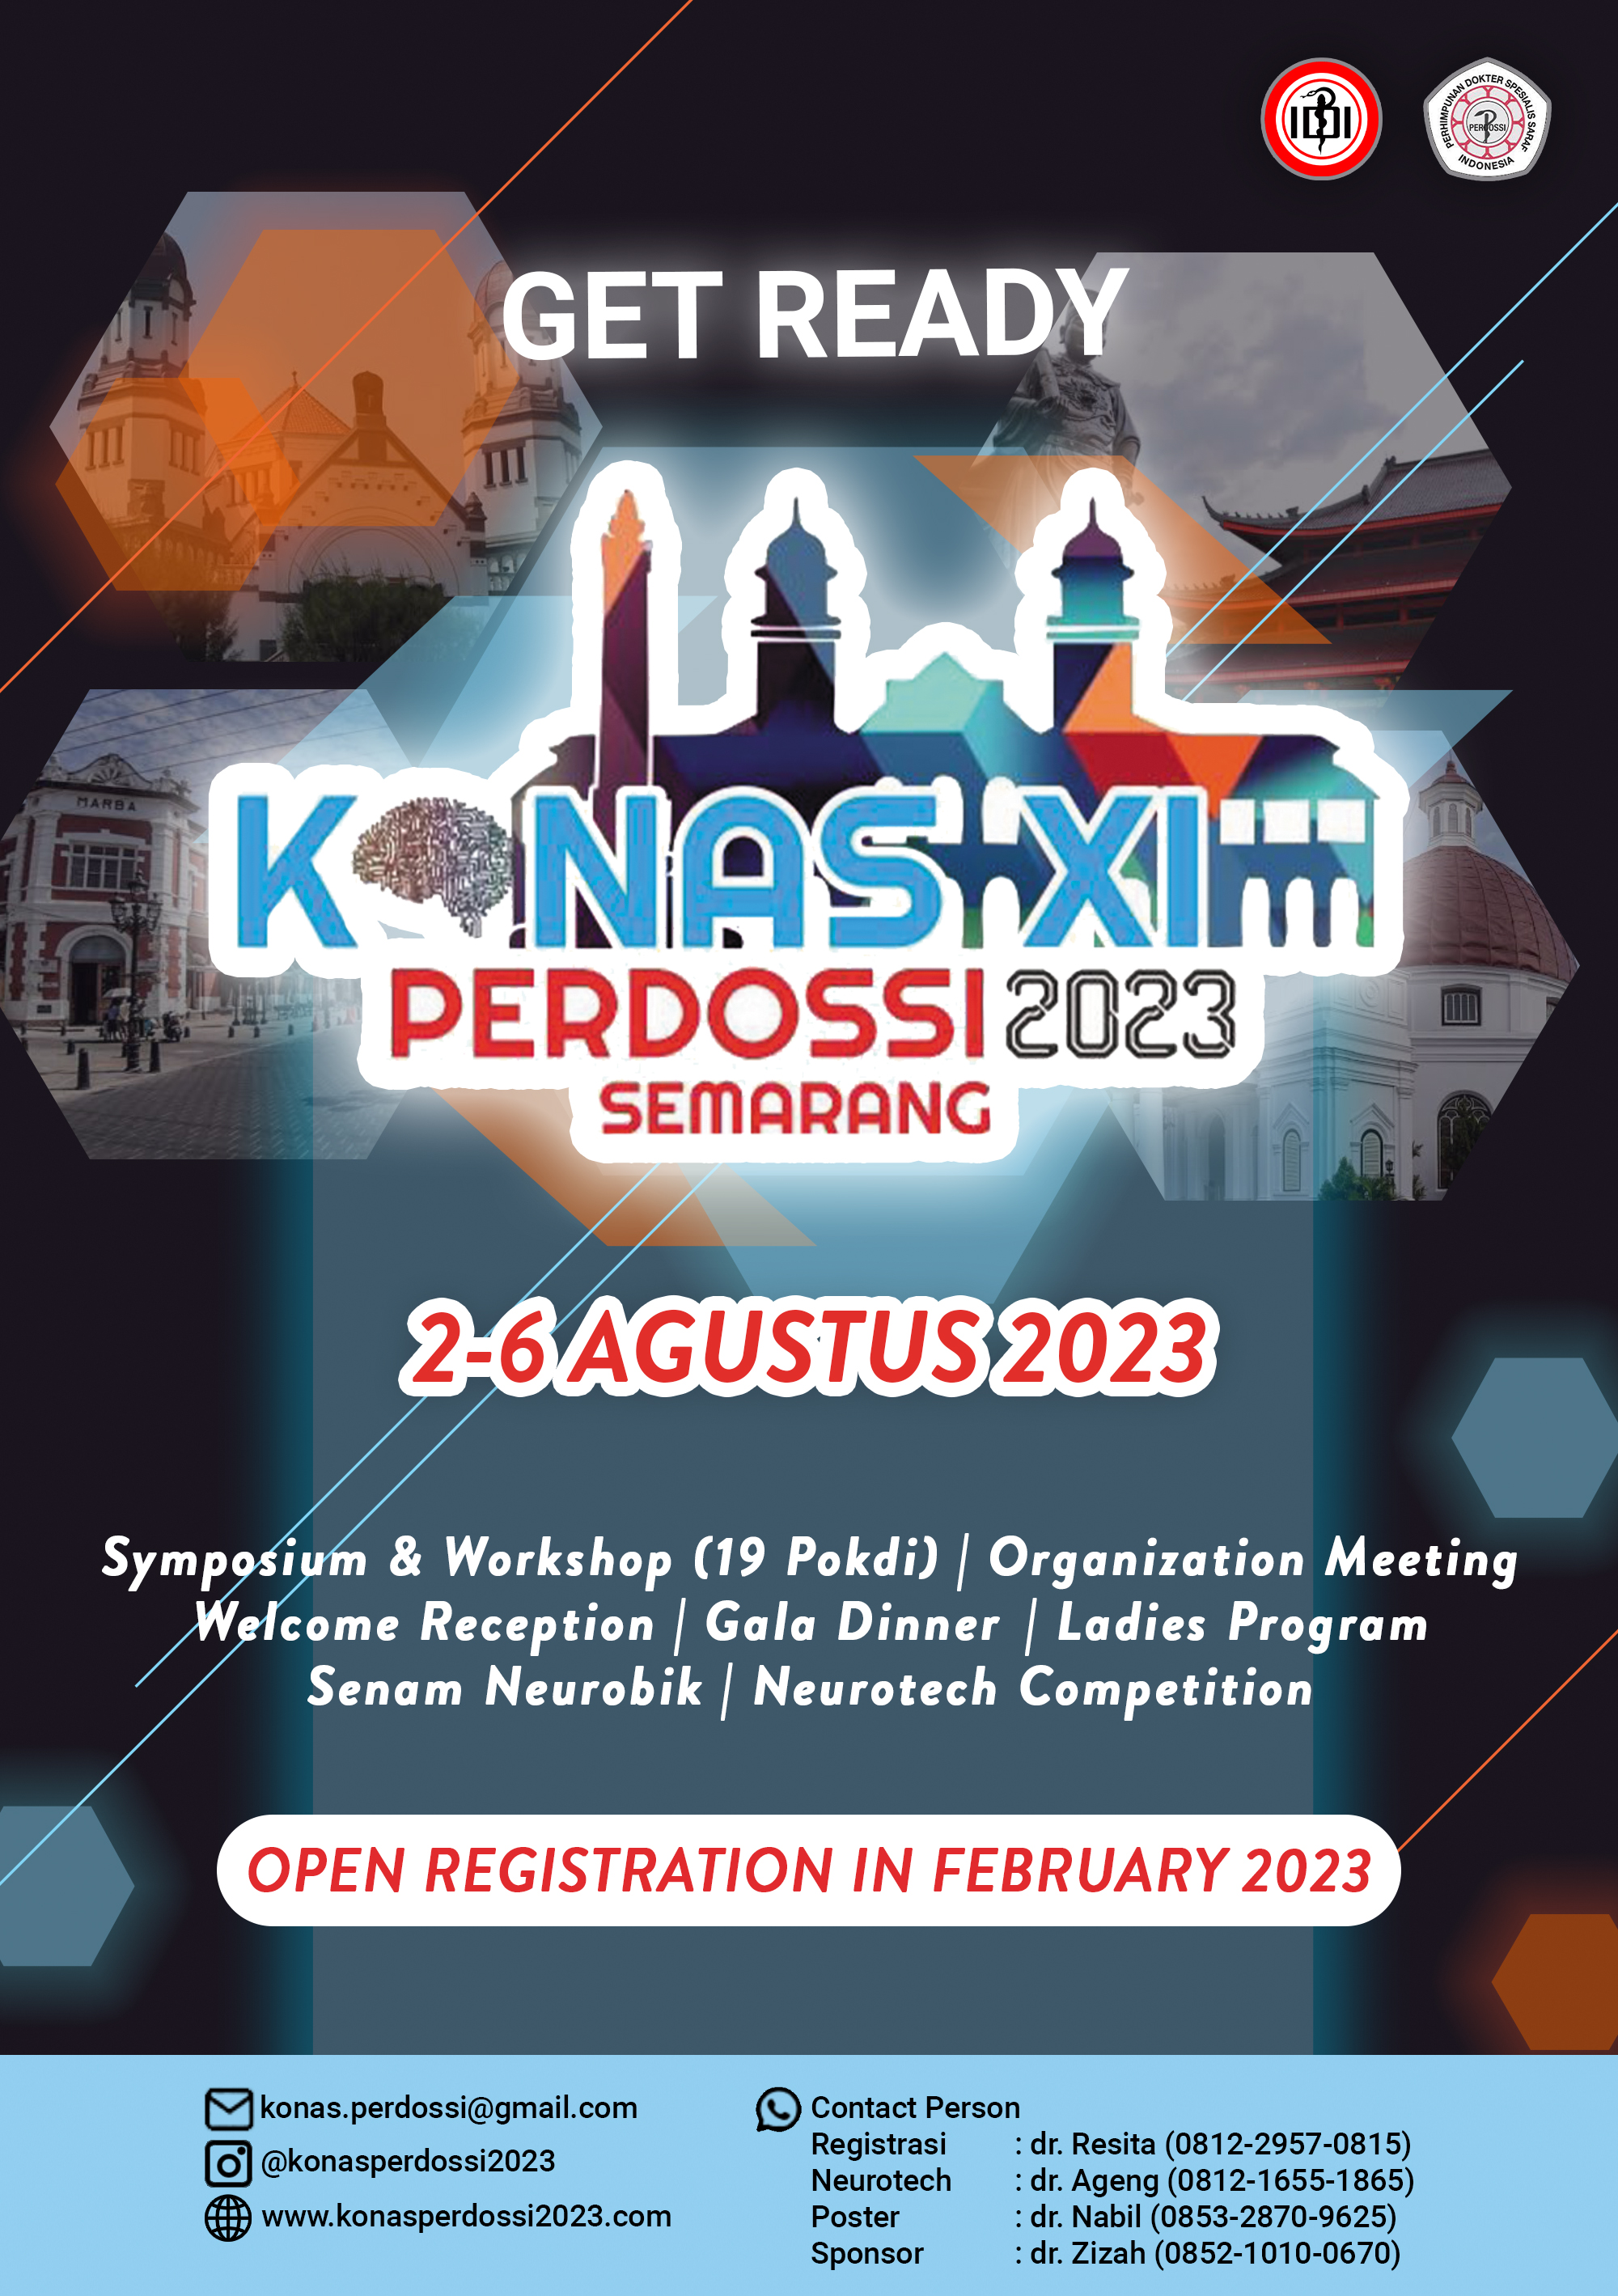 IDI
PERHIMPUNAN DOKTER SPESIALIS SARAF
PERDOSSI
INDONESIA
GET READY
MARBA
KONAS XI
PERDOSSI 2023
SEMARANG
2-6 AGUSTUS 2023
Symposium & Workshop (19 Pokdi) | Organization Meeting
Welcome Reception | Gala Dinner | Ladies Program
Senam Neurobik | Neurotech Competition
OPEN REGISTRATION IN FEBRUARY 2023
konas.perdossi@gmail.com
@konasperdossi2023
www.konasperdossi2023.com
Contact Person
Registrasi : dr. Resita (0812-2957-0815)
Neurotech : dr. Ageng (0812-1655-1865)
Poster : dr. Nabil (0853-2870-9625)
Sponsor : dr. Zizah (0852-1010-0670)